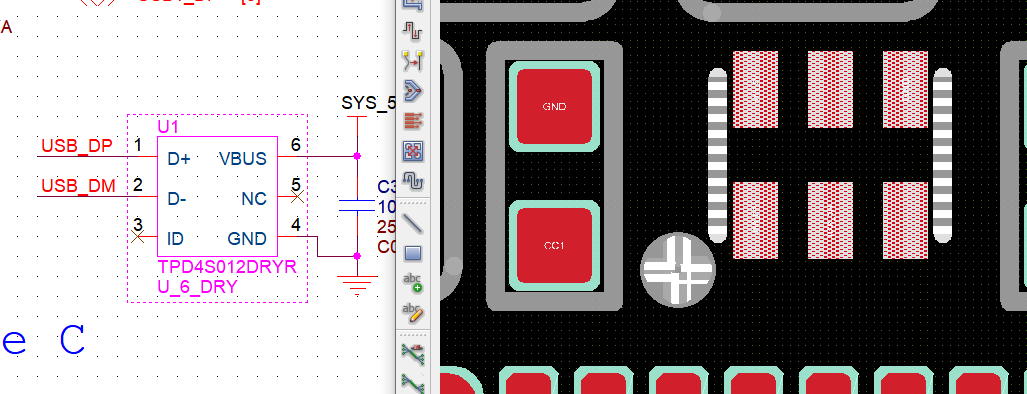 A
SYS_5
U1
USB_DP 1 D+ VBUS 6
USB_DM 2 D- NC 5
3 ID GND 4
C3
10
25
C0
TPD4S012DRYR
U_6_DRY
e C
abc
abc
GND
CC1